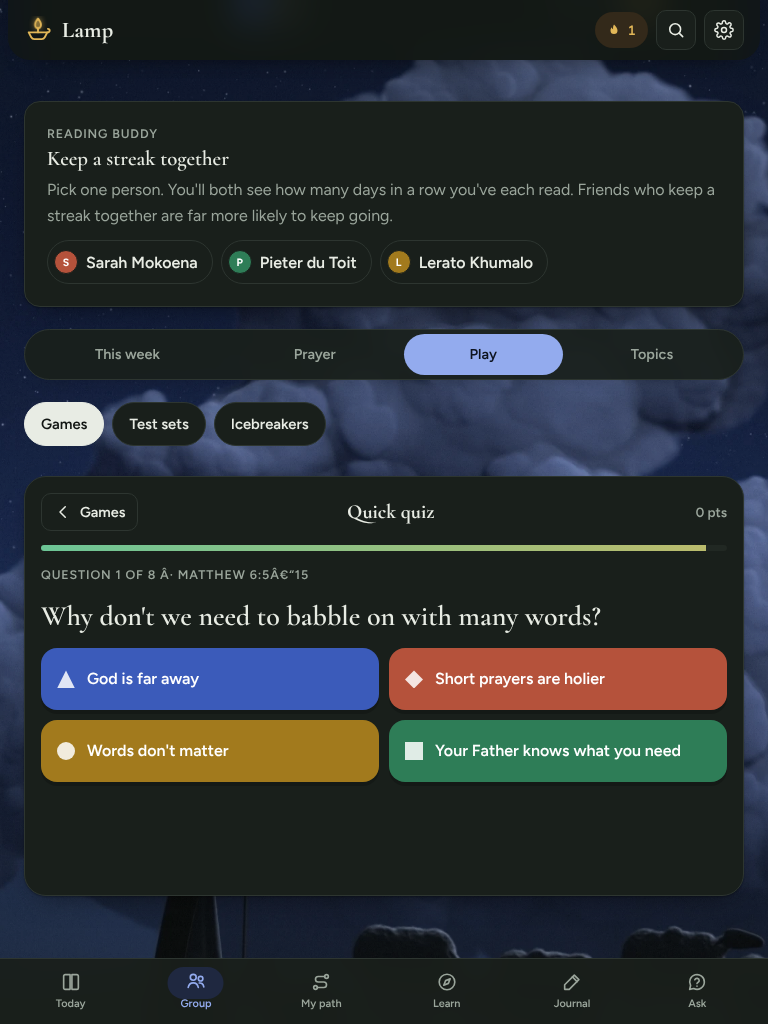 Lamp
1
READING BUDDY
Keep a streak together
Pick one person. You'll both see how many days in a row you've each read. Friends who keep a
streak together are far more likely to keep going.
S Sarah Mokoena P Pieter du Toit L Lerato Khumalo
This week Prayer Play Topics
Games Test sets Icebreakers
Games Quick quiz 0 pts
QUESTION 1 OF 8 Â· MATTHEW 6:5â€“15
Why don't we need to babble on with many words?
God is far away Short prayers are holier
Words don't matter Your Father knows what you need
Today Group My path Learn Journal Ask